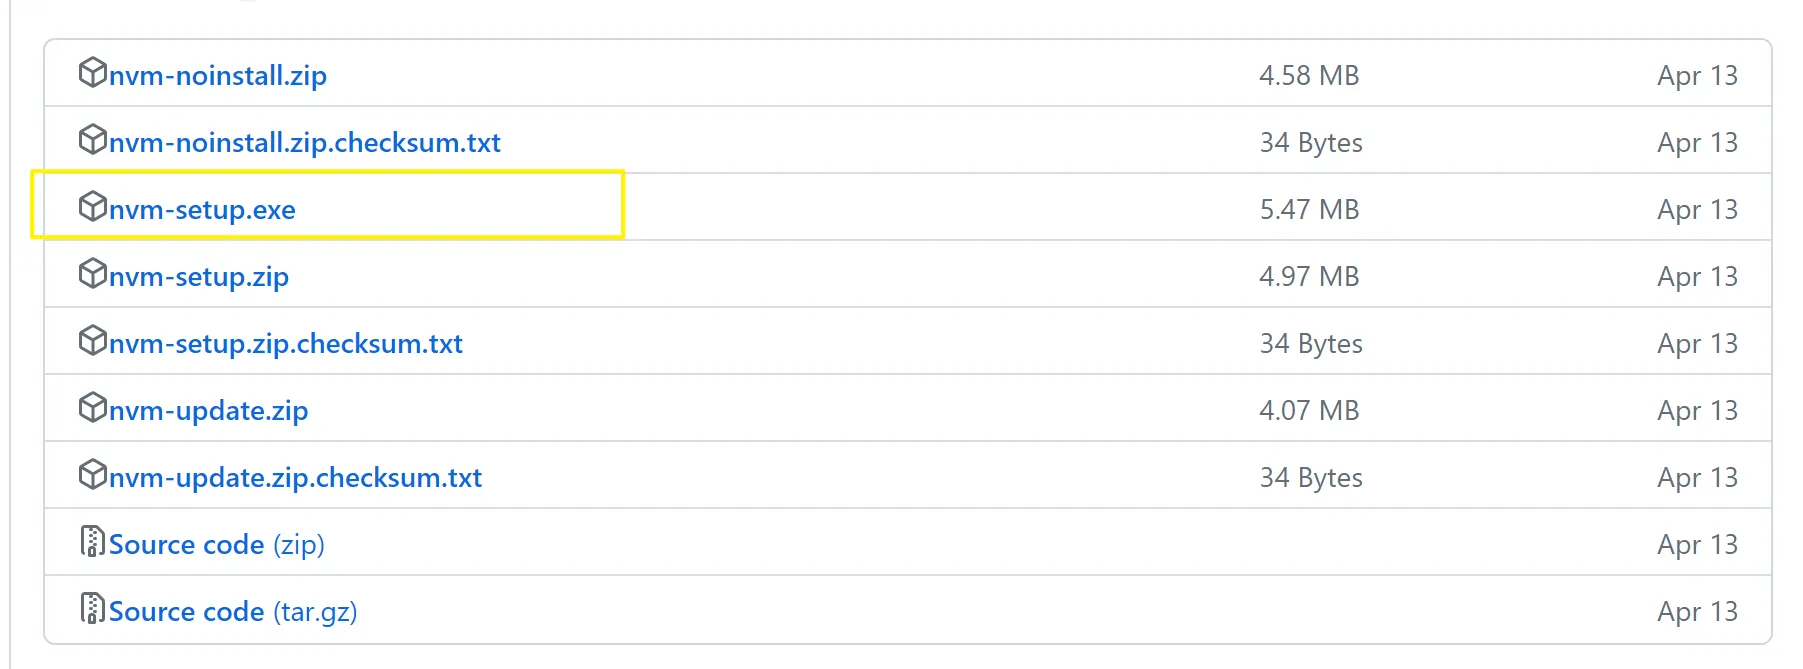 nvm-noinstall.zip 4.58 MB Apr 13
nvm-noinstall.zip.checksum.txt 34 Bytes Apr 13
nvm-setup.exe 5.47 MB Apr 13
nvm-setup.zip 4.97 MB Apr 13
nvm-setup.zip.checksum.txt 34 Bytes Apr 13
nvm-update.zip 4.07 MB Apr 13
nvm-update.zip.checksum.txt 34 Bytes Apr 13
Source code (zip) Apr 13
Source code (tar.gz) Apr 13